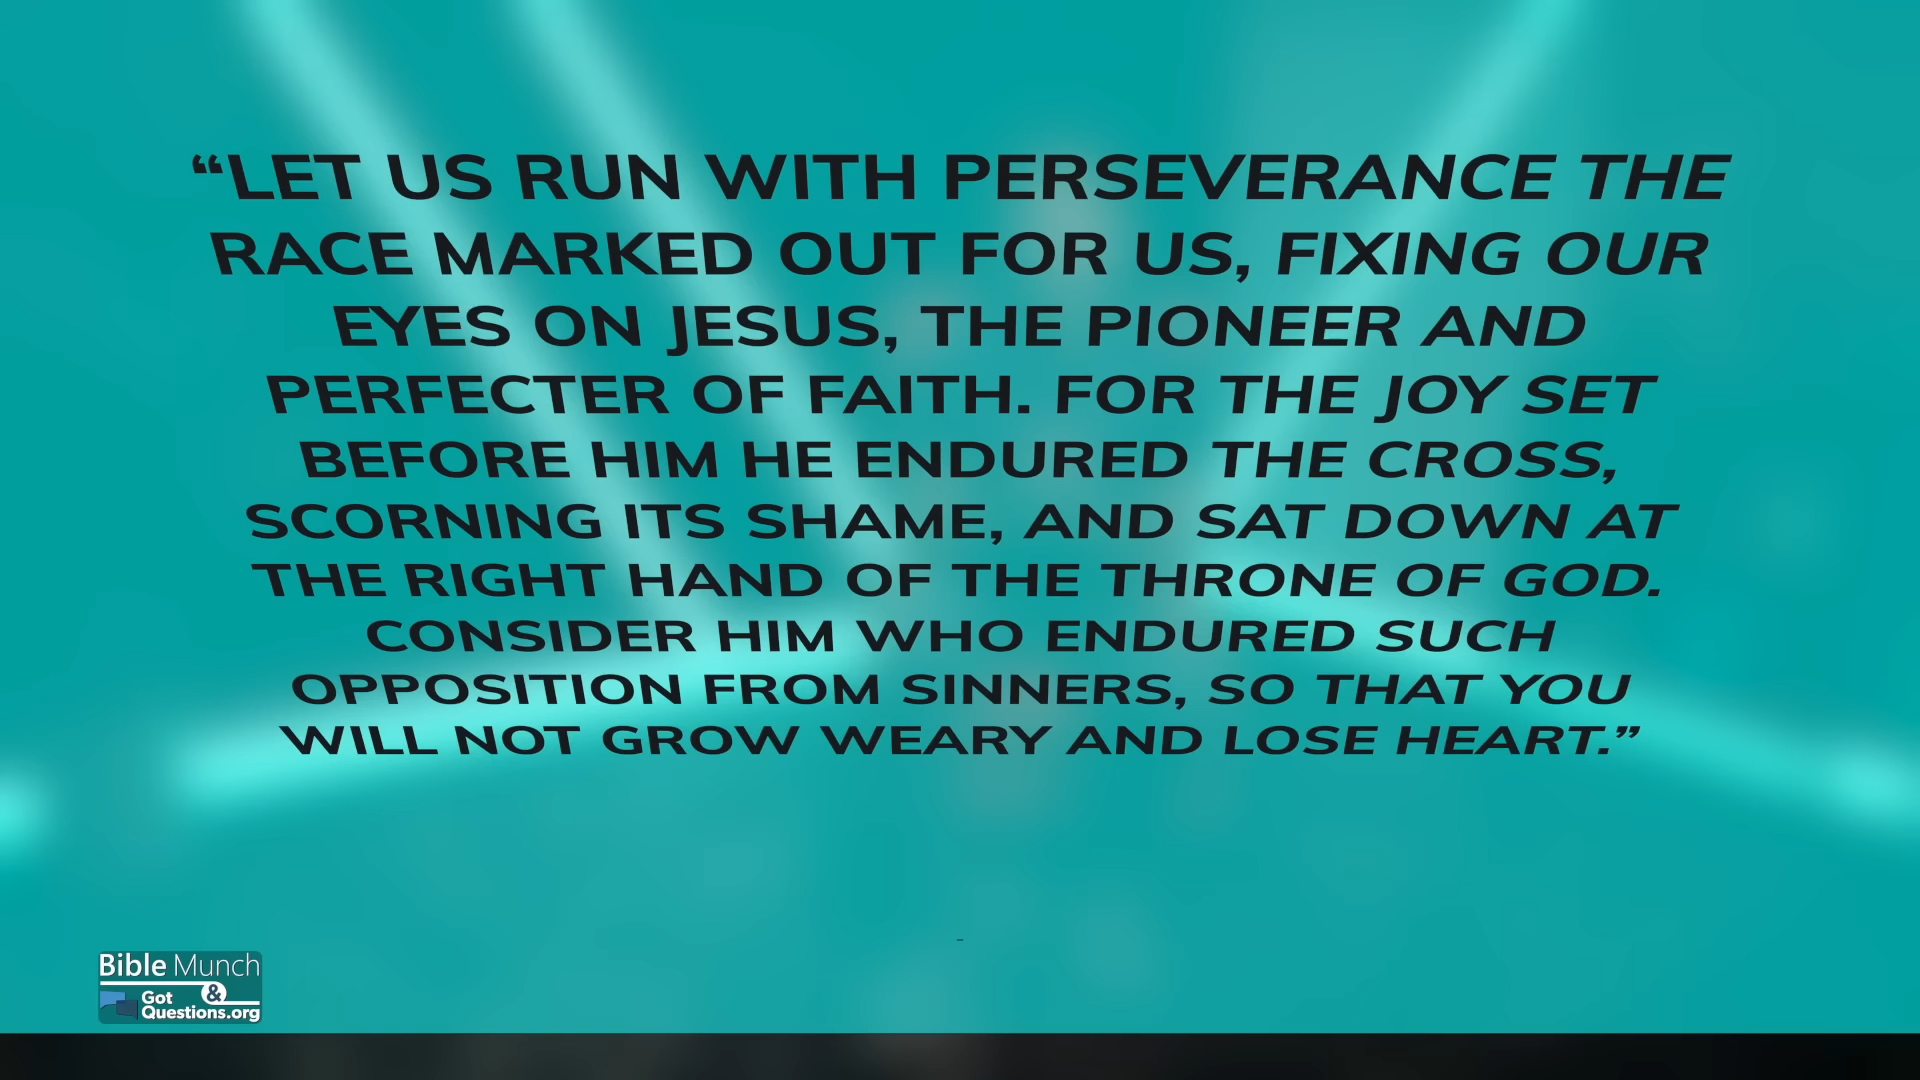 “LET US RUN WITH PERSEVERANCE THE
RACE MARKED OUT FOR US, FIXING OUR
EYES ON JESUS, THE PIONEER AND
PERFECTER OF FAITH. FOR THE JOY SET
BEFORE HIM HE ENDURED THE CROSS,
SCORNING ITS SHAME, AND SAT DOWN AT
THE RIGHT HAND OF THE THRONE OF GOD.
CONSIDER HIM WHO ENDURED SUCH
OPPOSITION FROM SINNERS, SO THAT YOU
WILL NOT GROW WEARY AND LOSE HEART.”
Bible Munch
&
Got
Questions.org